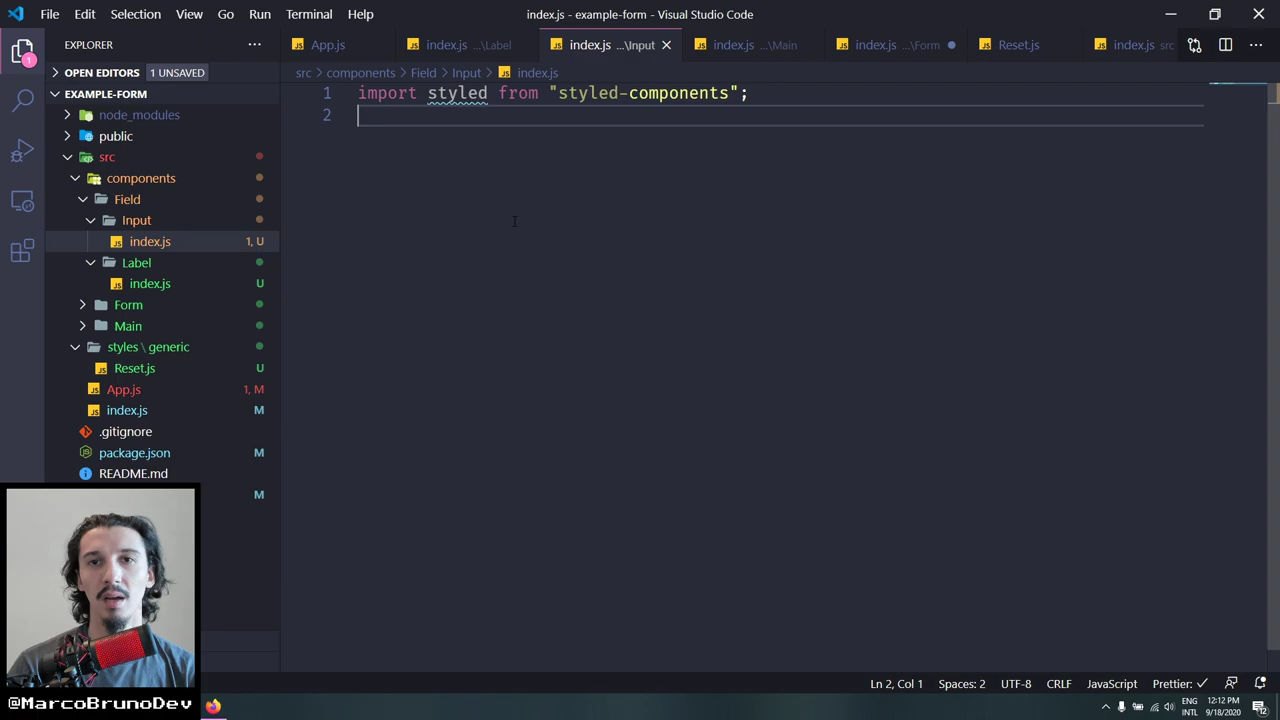 File Edit Selection View Go Run Terminal Help
index.js - example-form - Visual Studio Code
EXPLORER
App.js
index.js ...\Label
index.js ...\Input
index.js ...\Main
index.js ...\Form
Reset.js
index.js src
OPEN EDITORS 1 UNSAVED
src > components > Field > Input > index.js
EXAMPLE-FORM
1 import styled from "styled-components";
2
node_modules
public
src
components
Field
Input
index.js 1, U
Label
index.js U
Form
Main
styles \ generic
Reset.js U
App.js 1, M
index.js M
.gitignore
package.json M
README.md
M
1
Ln 2, Col 1 Spaces: 2 UTF-8 CRLF JavaScript Prettier: ✓
@MarcoBrunoDev
ENG
INTL
12:12 PM
9/18/2020
12